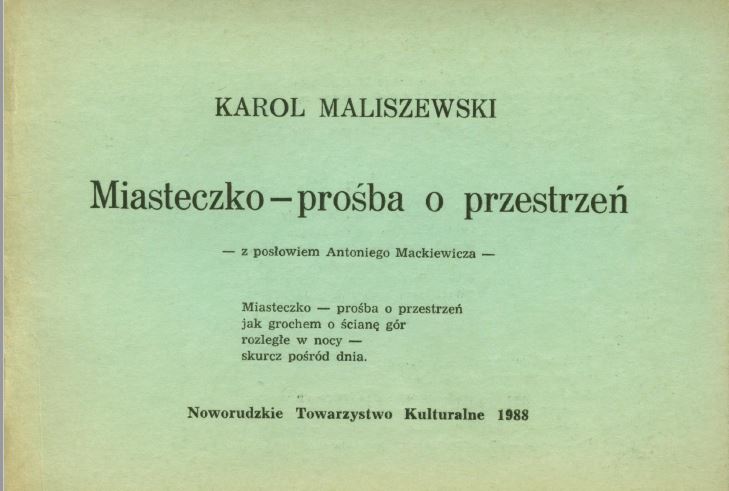 KAROL MALISZEWSKI
Miasteczko – prośba o przestrzeń
— z posłowiem Antoniego Mackiewicza —
Miasteczko — prośba o przestrzeń
jak grochem o ścianę gór
rozległe w nocy —
skurcz pośród dnia.
Noworudzkie Towarzystwo Kulturalne 1988